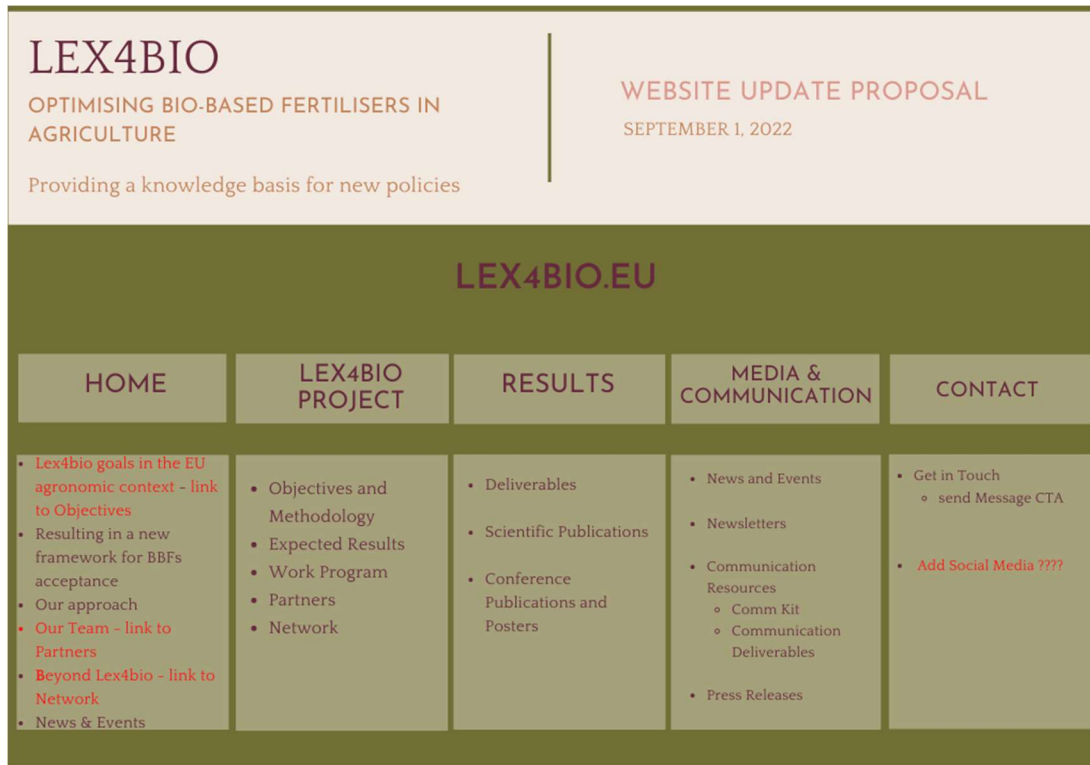 LEX4BIO
OPTIMISING BIO-BASED FERTILISERS IN
AGRICULTURE
Providing a knowledge basis for new policies
WEBSITE UPDATE PROPOSAL
SEPTEMBER 1, 2022
LEX4BIO.EU
HOME
Lex4bio goals in the EU
agronomic context - link
to Objectives
Resulting in a new
framework for BBFs
acceptance
Our approach
Our Team - link to
Partners
Beyond Lex4bio - link to
Network
News & Events
LEX4BIO
PROJECT
Objectives and
Methodology
Expected Results
Work Program
Partners
Network
RESULTS
Deliverables
Scientific Publications
Conference
Publications and
Posters
MEDIA &
COMMUNICATION
News and Events
Newsletters
Communication
Resources
Comm Kit
Communication
Deliverables
Press Releases
CONTACT
Get in Touch
send Message CTA
Add Social Media ????